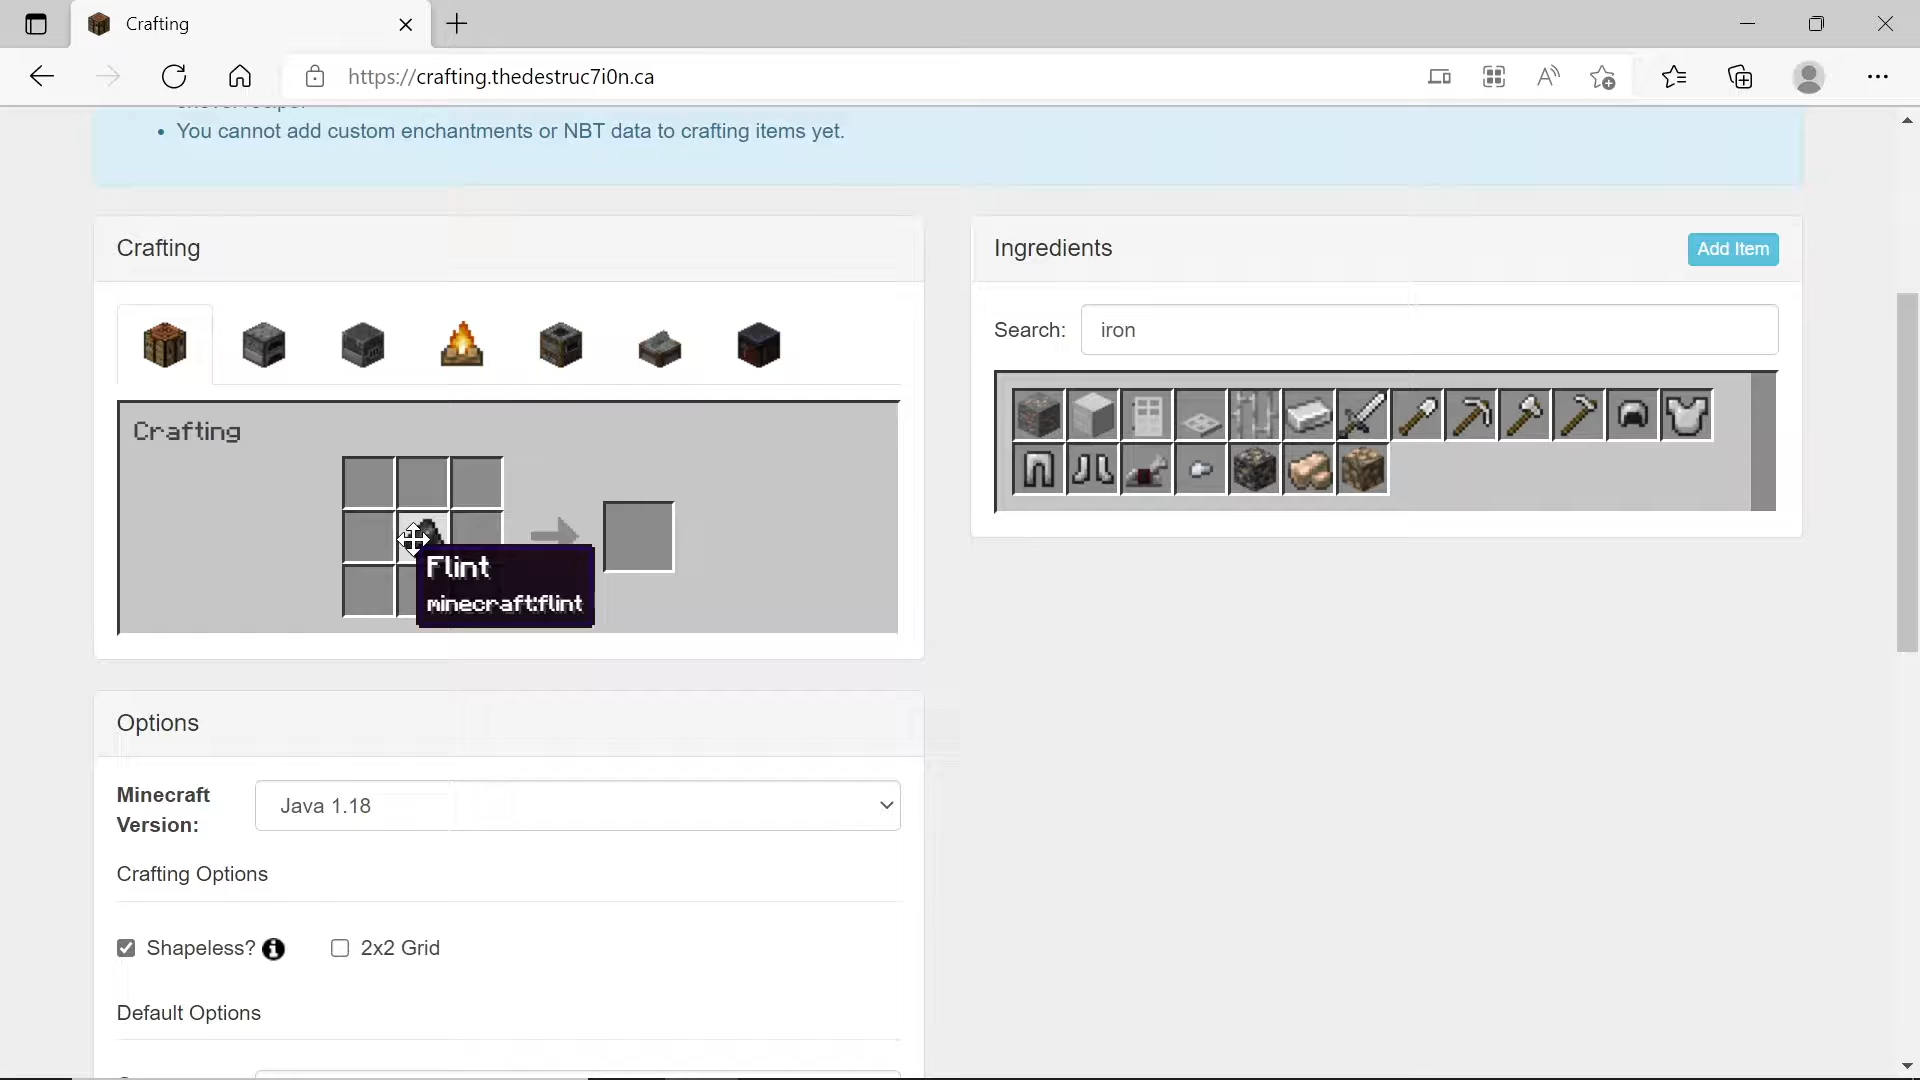 Crafting
https://crafting.thedestruc7i0n.ca
You cannot add custom enchantments or NBT data to crafting items yet.
Crafting
Ingredients
Add Item
Search:
iron
Crafting
Flint
minecraft:flint
Options
Minecraft
Version:
Java 1.18
Crafting Options
Shapeless?
2x2 Grid
Default Options